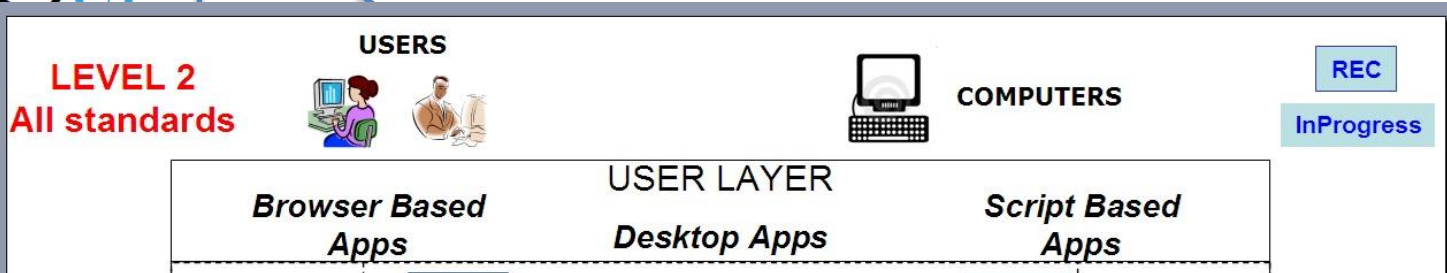 USERS
LEVEL 2
All standards
COMPUTERS
REC
InProgress
USER LAYER
Browser Based
Apps
Desktop Apps
Script Based
Apps